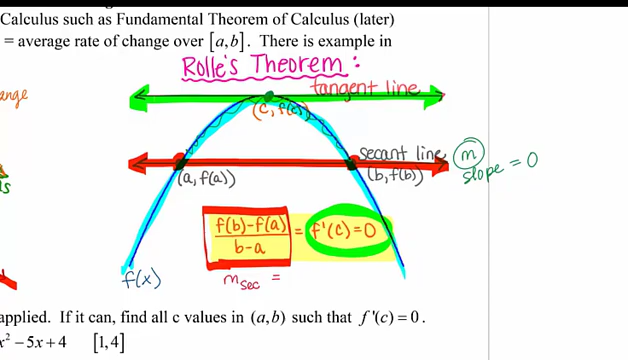 Calculus such as Fundamental Theorem of Calculus (later)
= average rate of change over [a,b]. There is example in
Rolle's Theorem:
ange
tangent line
(c, f(c))
secant line m
slope = 0
(a, f(a))
(b, f(b))
s
f(b)-f(a) / b-a = f'(c)=0
f(x)
m sec =
applied. If it can, find all c values in (a,b) such that f'(c)=0.
x² - 5x+4 [1,4]